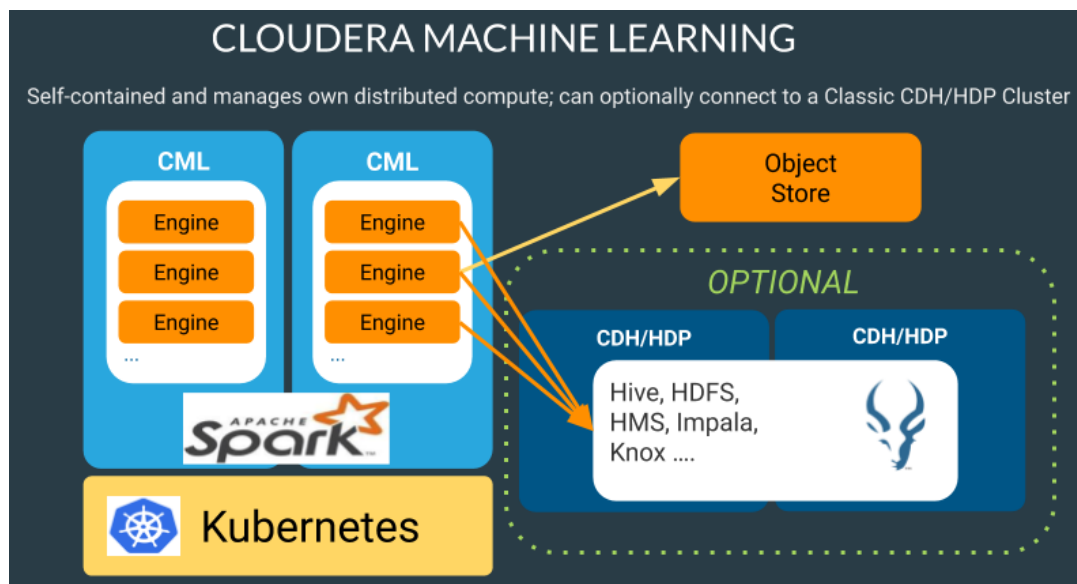 CLOUDERA MACHINE LEARNING
Self-contained and manages own distributed compute; can optionally connect to a Classic CDH/HDP Cluster
CML
Engine
Engine
Engine
...
CML
Engine
Engine
Engine
...
APACHE
Spark™
Kubernetes
Object
Store
OPTIONAL
CDH/HDP
CDH/HDP
Hive, HDFS,
HMS, Impala,
Knox ....